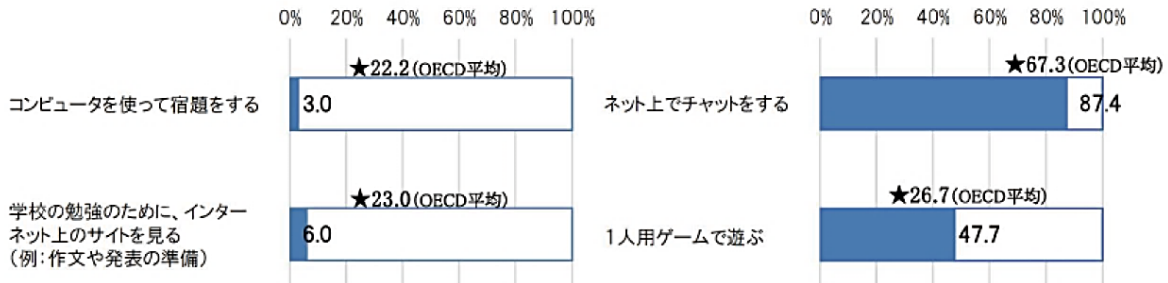 0% 20% 40% 60% 80% 100%
★22.2(OECD平均)
コンピュータを使って宿題をする
3.0
★23.0(OECD平均)
学校の勉強のために、インター
ネット上のサイトを見る
(例:作文や発表の準備)
6.0
0% 20% 40% 60% 80% 100%
★67.3(OECD平均)
ネット上でチャットをする
87.4
★26.7(OECD平均)
1人用ゲームで遊ぶ
47.7